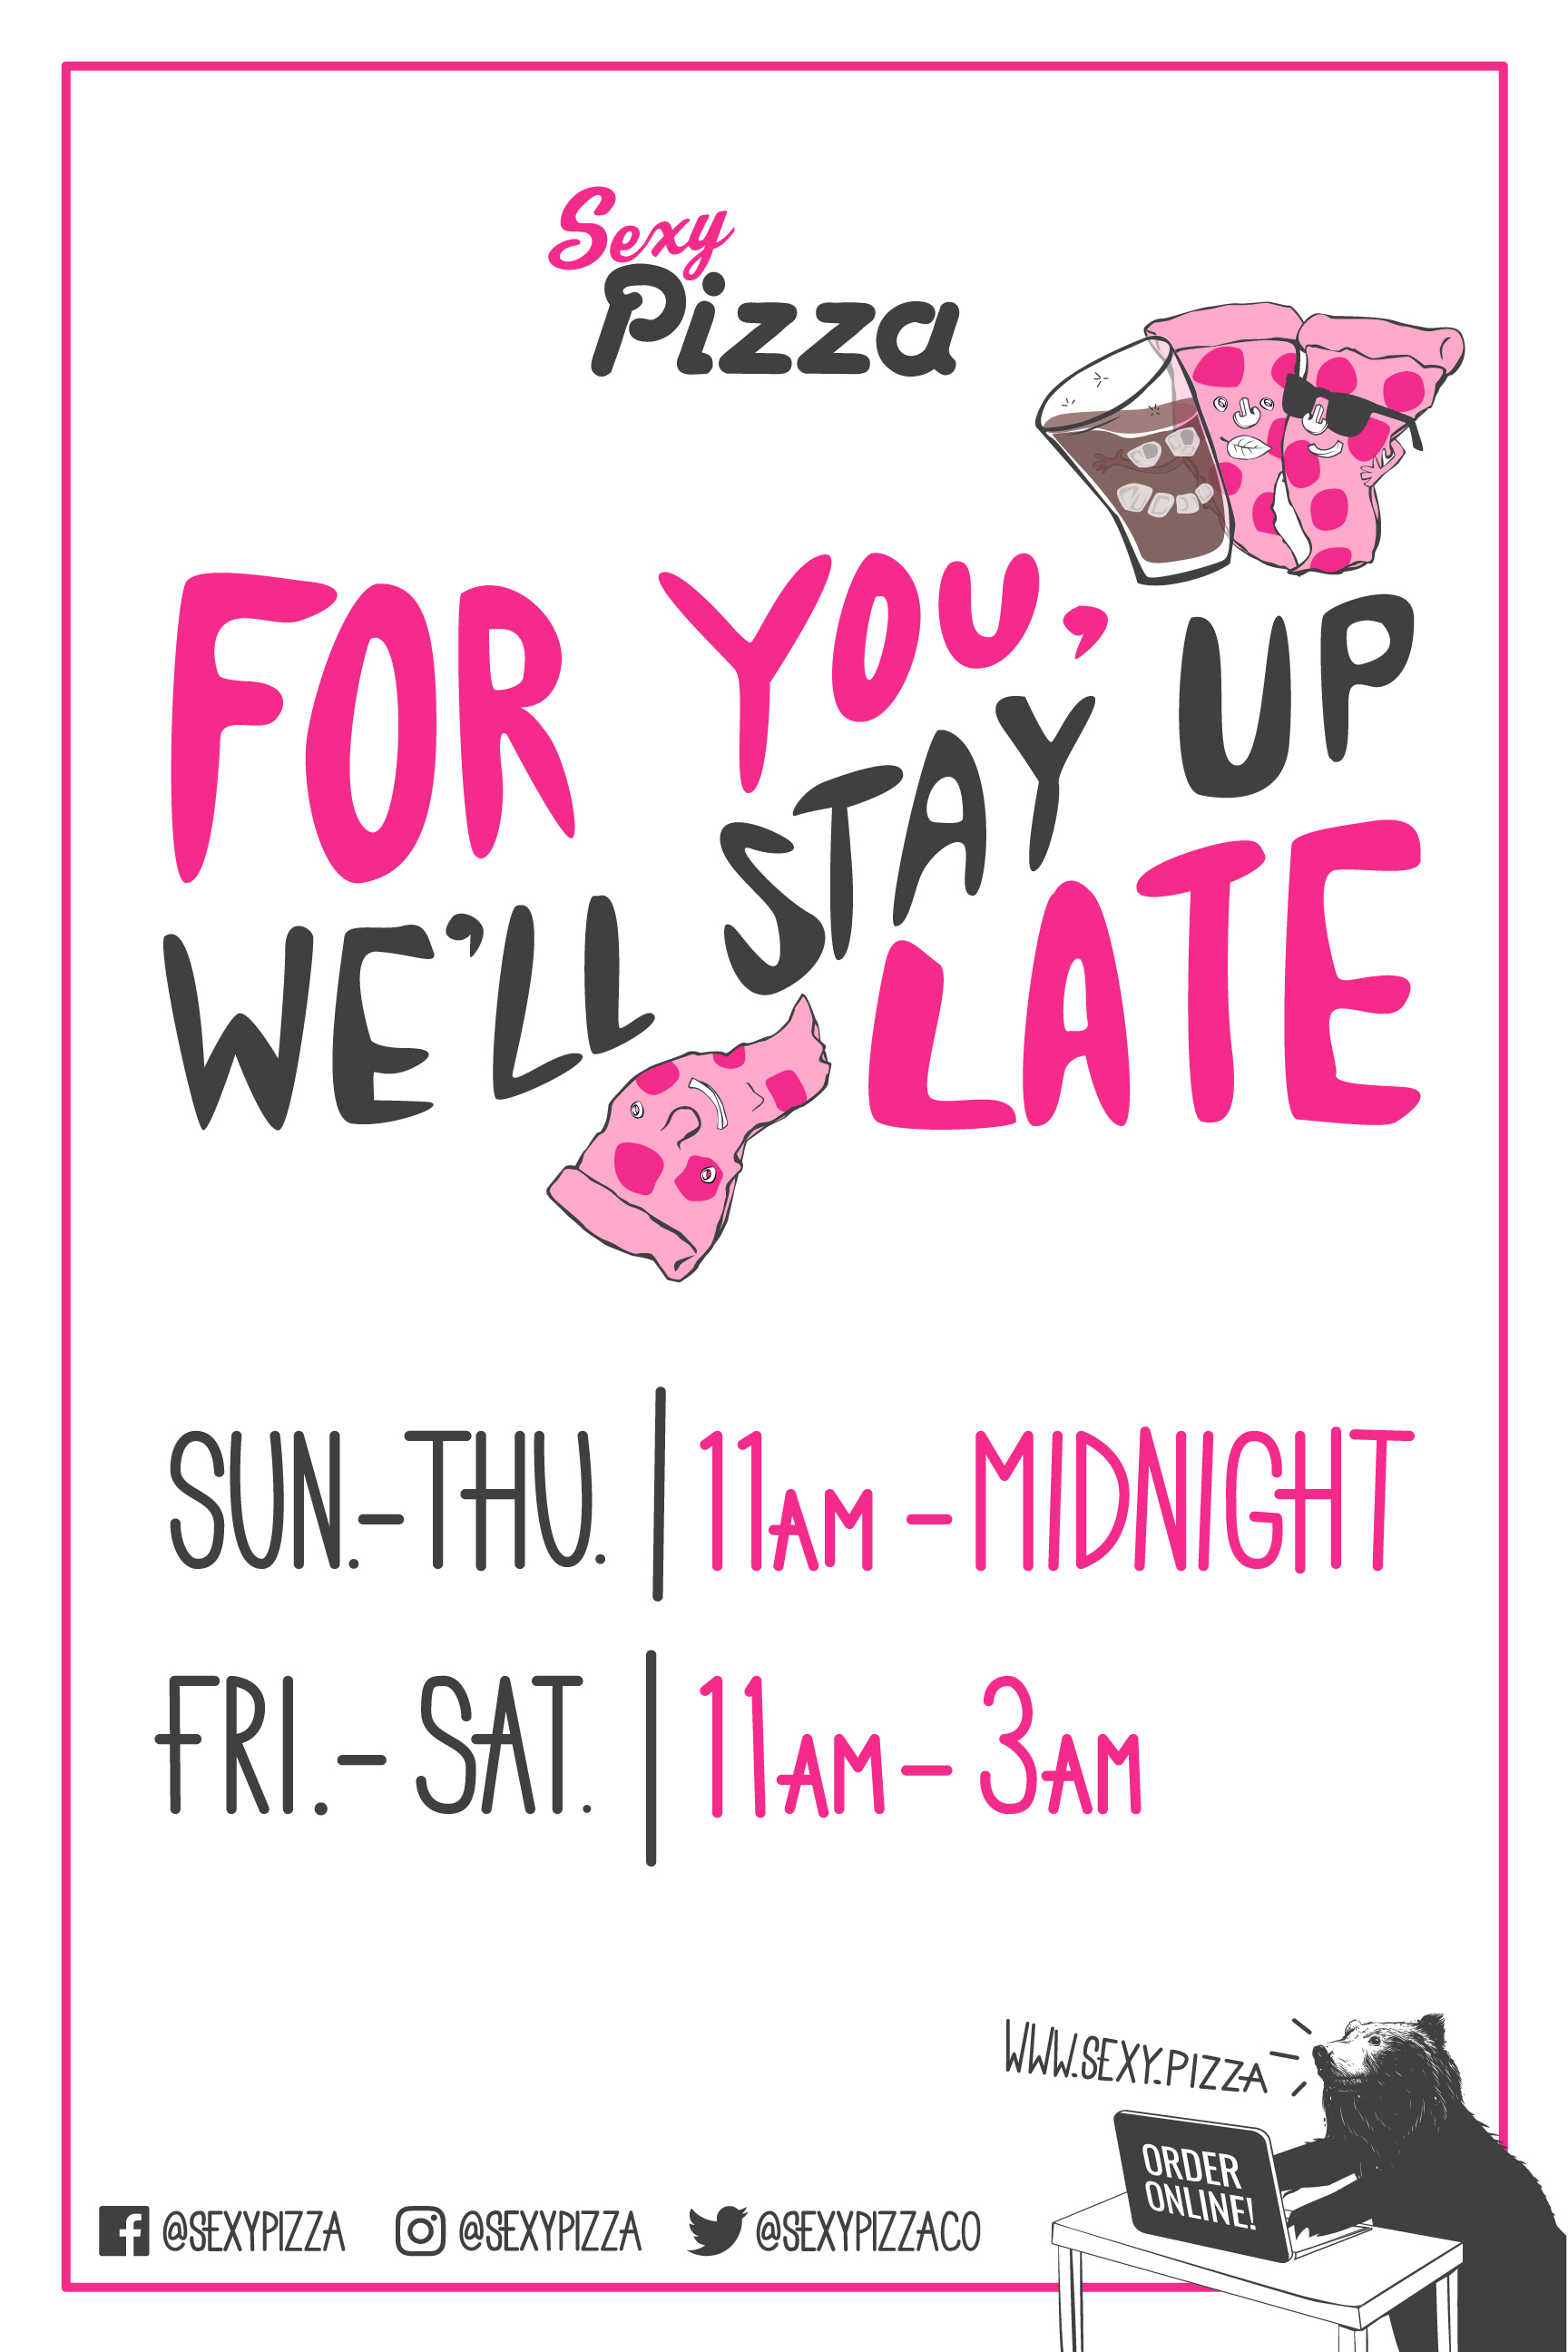 Sexy
Pizza
FOR YOU,
WE'LL STAY UP
LATE
SUN.-THU. | 11AM - MIDNIGHT
FRI. - SAT. | 11AM - 3AM
WWW.SEXY.PIZZA
ORDER
ONLINE!
@SEXYPIZZA @SEXYPIZZA @SEXYPIZZACO